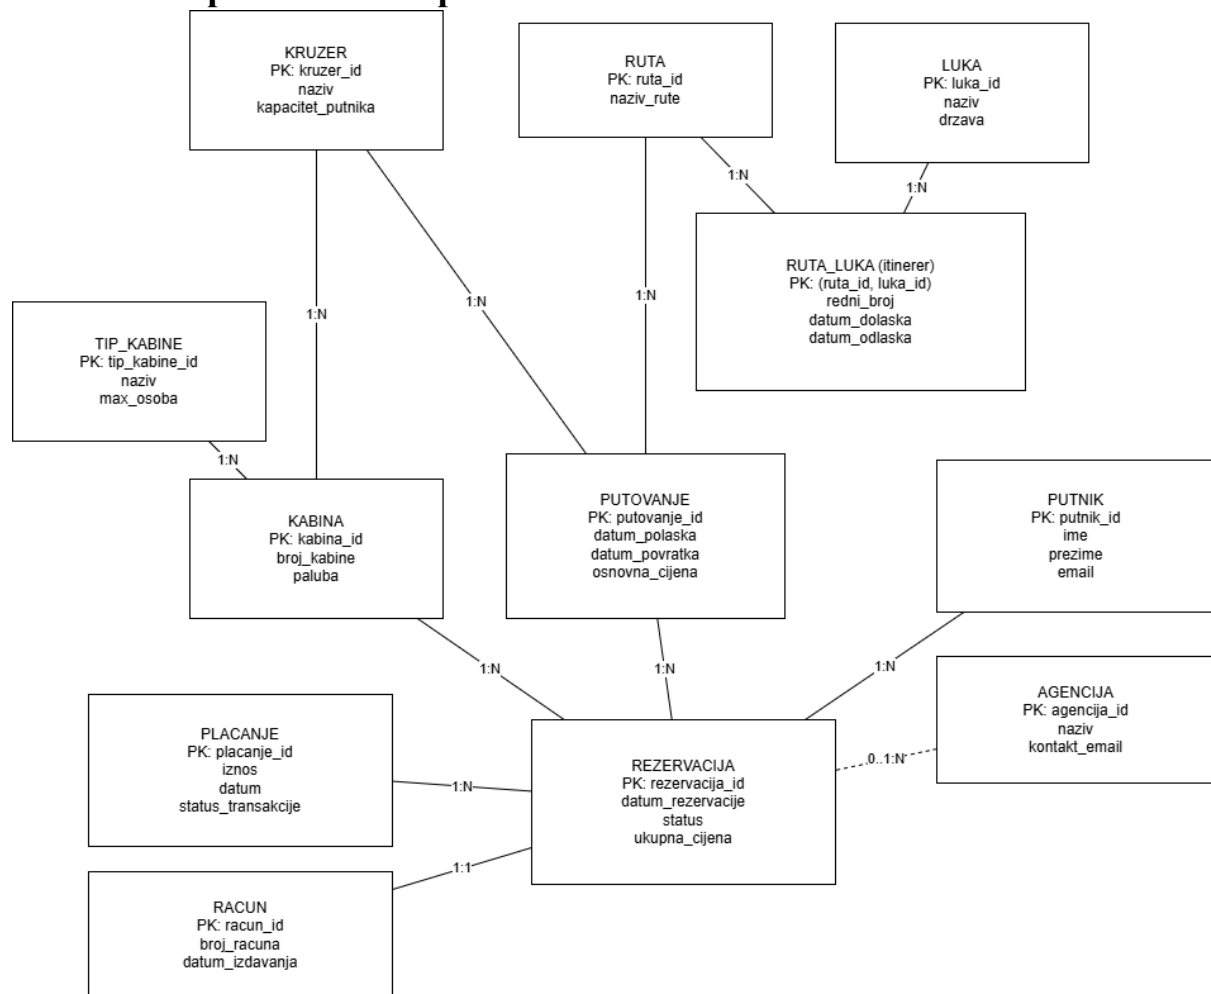 KRUZER
PK: kruzer_id
naziv
kapacitet_putnika
RUTA
PK: ruta_id
naziv_rute
LUKA
PK: luka_id
naziv
drzava
1:N
1:N
RUTA_LUKA (itinerer)
PK: (ruta_id, luka_id)
redni_broj
datum_dolaska
datum_odlaska
1:N
1:N
1:N
TIP_KABINE
PK: tip_kabine_id
naziv
max_osoba
1:N
KABINA
PK: kabina_id
broj_kabine
paluba
PUTOVANJE
PK: putovanje_id
datum_polaska
datum_povratka
osnovna_cijena
PUTNIK
PK: putnik_id
ime
prezime
email
1:N
1:N
1:N
AGENCIJA
PK: agencija_id
naziv
kontakt_email
0..1:N
PLACANJE
PK: placanje_id
iznos
datum
status_transakcije
1:N
REZERVACIJA
PK: rezervacija_id
datum_rezervacije
status
ukupna_cijena
1:1
RACUN
PK: racun_id
broj_racuna
datum_izdavanja